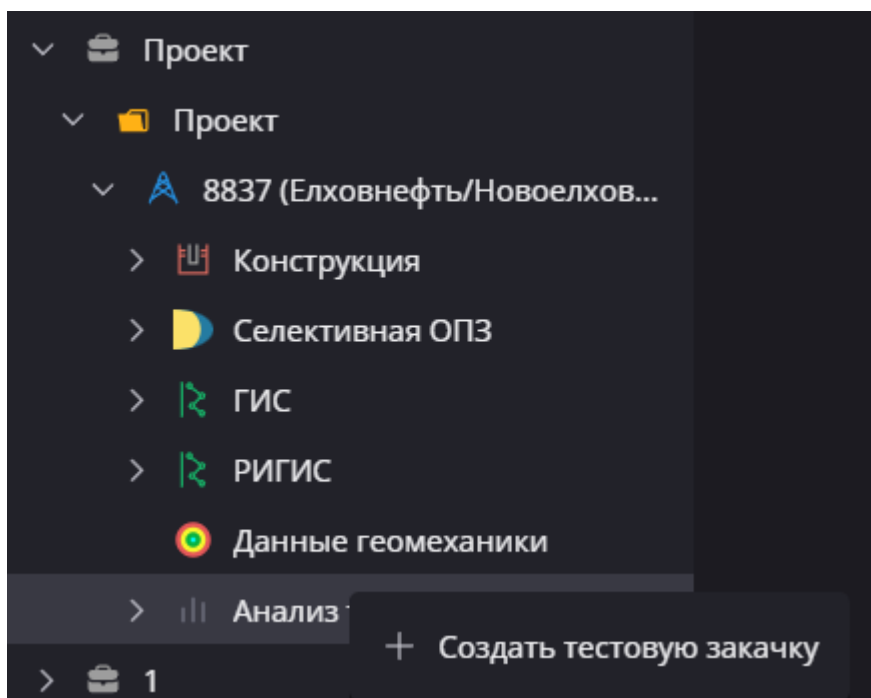 Проект
Проект
8837 (Елховнефть/Новоелхов...
Конструкция
Селективная ОПЗ
ГИС
РИГИС
Данные геомеханики
Анализ
Создать тестовую закачку
1